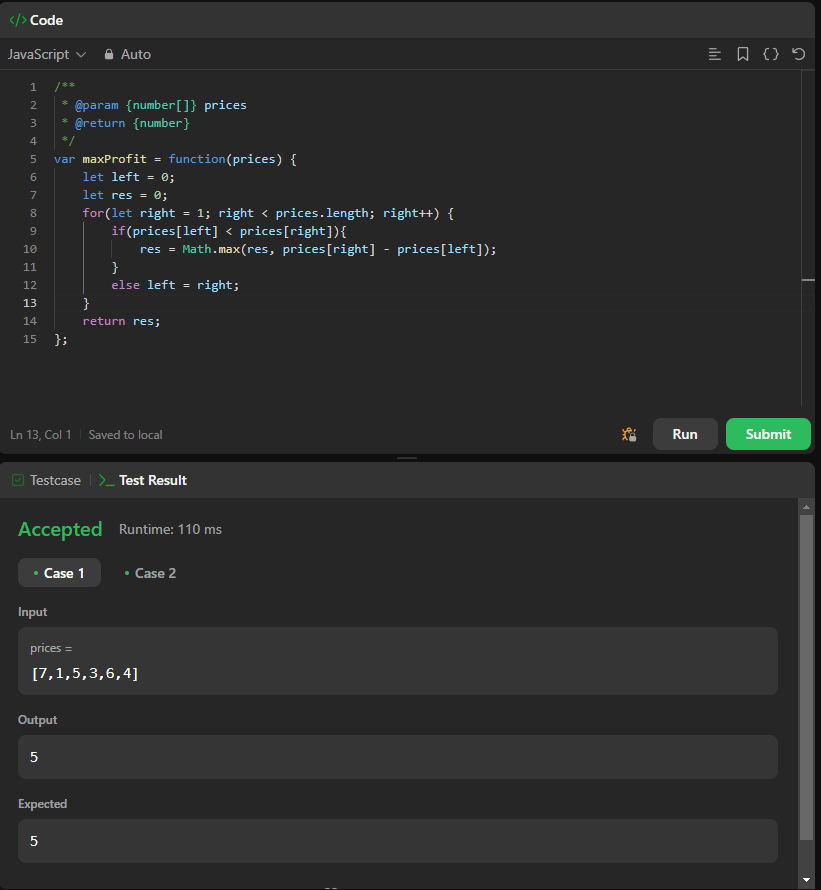 </> Code
JavaScript Auto
1 /**
2 * @param {number[]} prices
3 * @return {number}
4 */
5 var maxProfit = function(prices) {
6 let left = 0;
7 let res = 0;
8 for(let right = 1; right < prices.length; right++) {
9 if(prices[left] < prices[right]){
10 res = Math.max(res, prices[right] - prices[left]);
11 }
12 else left = right;
13 }
14 return res;
15 };
Ln 13, Col 1 Saved to local
Run Submit
Testcase >_ Test Result
Accepted Runtime: 110 ms
• Case 1 • Case 2
Input
prices =
[7,1,5,3,6,4]
Output
5
Expected
5